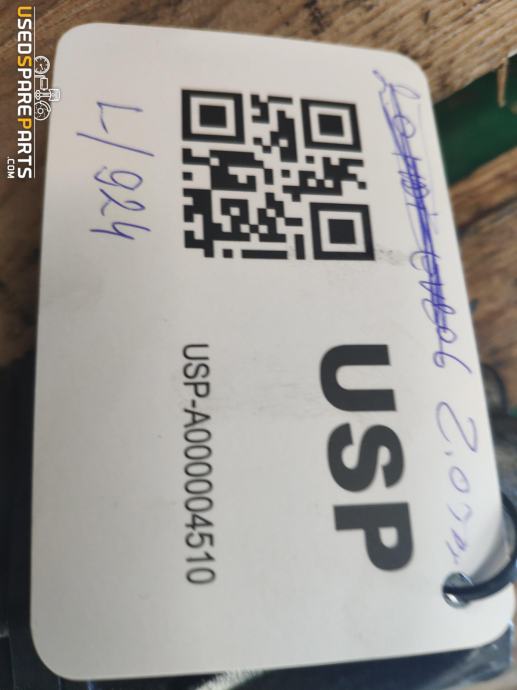 USEDSPAREPARTS
.COM
2.0
USP
USP-A000004510
L/924